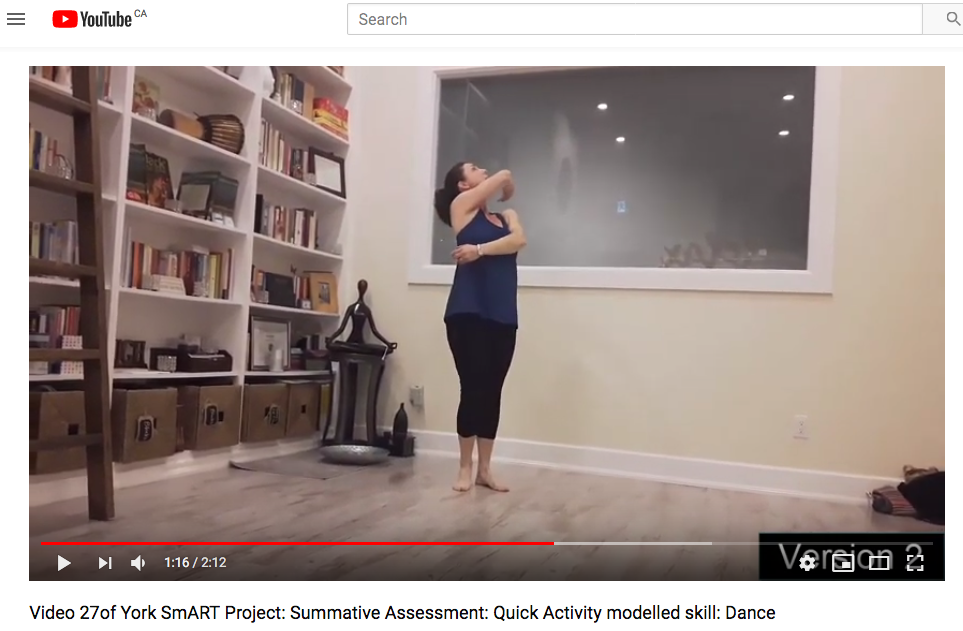 YouTube CA
Search
1:16 / 2:12
Version 2
Video 27of York SmART Project: Summative Assessment: Quick Activity modelled skill: Dance